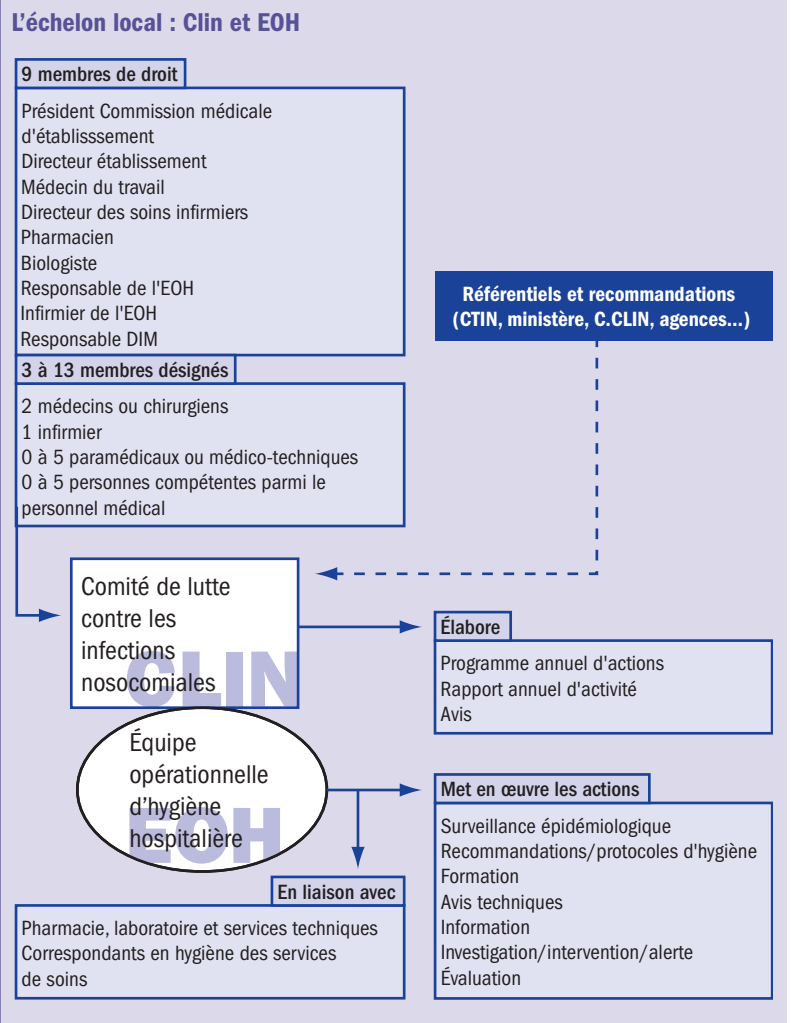 L'échelon local : Clin et EOH
9 membres de droit
Président Commission médicale
d'établisssement
Directeur établissement
Médecin du travail
Directeur des soins infirmiers
Pharmacien
Biologiste
Responsable de l'EOH
Infirmier de l'EOH
Responsable DIM
3 à 13 membres désignés
2 médecins ou chirurgiens
1 infirmier
0 à 5 paramédicaux ou médico-techniques
0 à 5 personnes compétentes parmi le
personnel médical
Référentiels et recommandations
(CTIN, ministère, C.CLIN, agences...)
Comité de lutte
contre les
infections
nosocomiales
CLIN
Élabore
Programme annuel d'actions
Rapport annuel d'activité
Avis
Équipe
opérationnelle
d'hygiène
hospitalière
EOH
Met en œuvre les actions
Surveillance épidémiologique
Recommandations/protocoles d'hygiène
Formation
Avis techniques
Information
Investigation/intervention/alerte
Évaluation
En liaison avec
Pharmacie, laboratoire et services techniques
Correspondants en hygiène des services
de soins